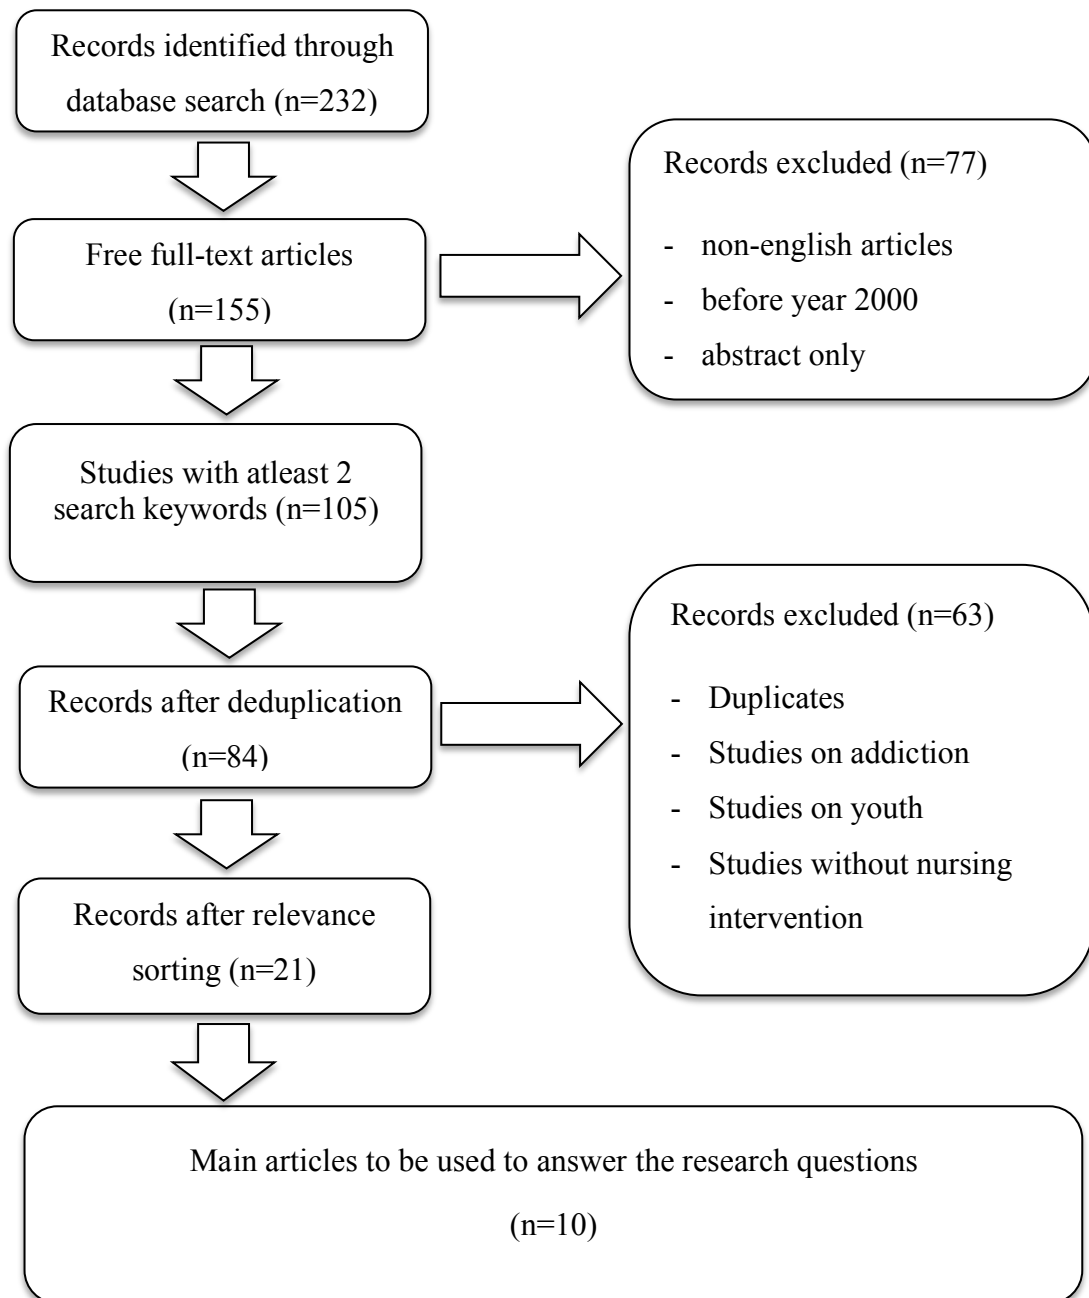 Records identified through
database search (n=232)
Records excluded (n=77)
- non-english articles
- before year 2000
- abstract only
Free full-text articles
(n=155)
Studies with atleast 2
search keywords (n=105)
Records excluded (n=63)
- Duplicates
- Studies on addiction
- Studies on youth
- Studies without nursing
intervention
Records after deduplication
(n=84)
Records after relevance
sorting (n=21)
Main articles to be used to answer the research questions
(n=10)